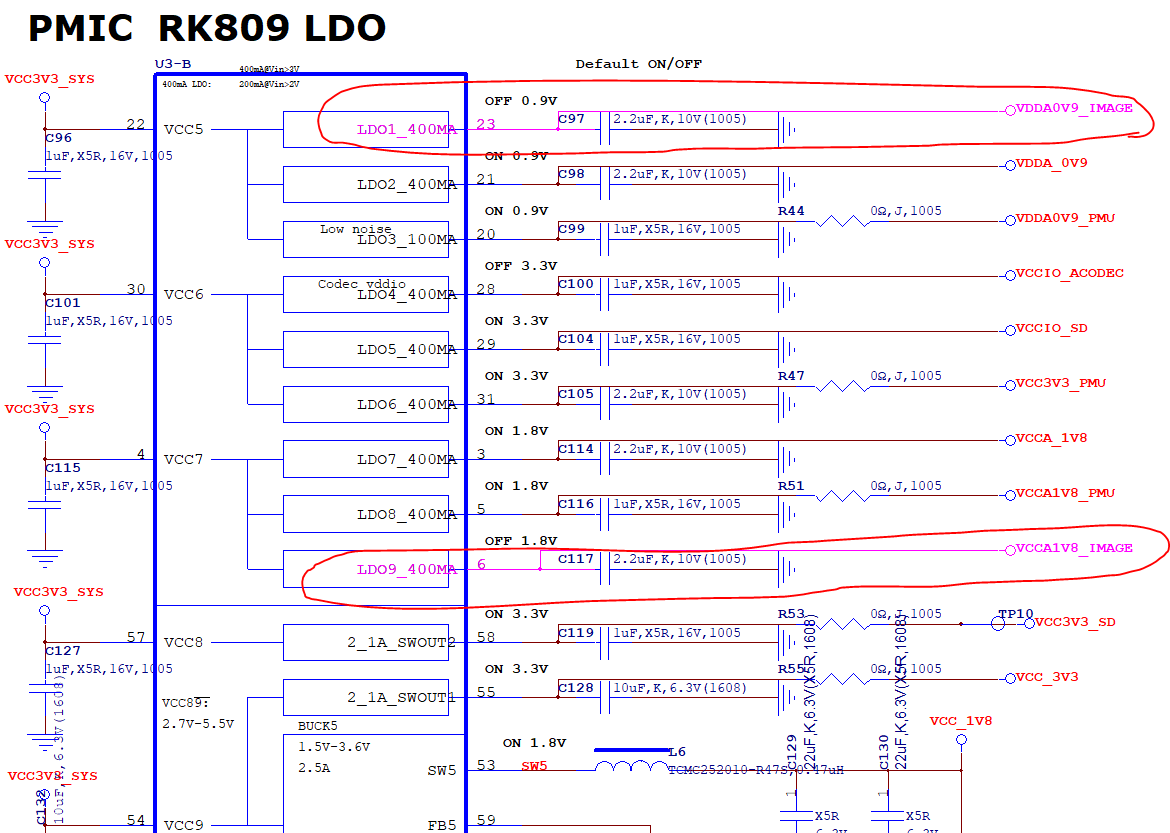 PMIC RK809 LDO
U3-B
400mA@Vin>3V
400mA LDO:
200mA@Vin>2V
Default ON/OFF
VCC3V3_SYS
22
VCC5
C96
1uF,X5R,16V,1005
LDO1_400MA
23
OFF 0.9V
C97
2.2uF,K,10V(1005)
VDDA0V9_IMAGE
LDO2_400MA
21
ON 0.9V
C98
2.2uF,K,10V(1005)
VDDA_0V9
Low noise
LDO3_100MA
20
ON 0.9V
C99
1uF,X5R,16V,1005
R44
0Ω,J,1005
VDDA0V9_PMU
VCC3V3_SYS
30
VCC6
C101
1uF,X5R,16V,1005
Codec vddio
LDO4_400MA
28
OFF 3.3V
C100
1uF,X5R,16V,1005
VCCIO_ACODEC
LDO5_400MA
29
ON 3.3V
C104
1uF,X5R,16V,1005
VCCIO_SD
LDO6_400MA
31
ON 3.3V
C105
2.2uF,K,10V(1005)
R47
0Ω,J,1005
VCC3V3_PMU
VCC3V3_SYS
4
VCC7
C115
1uF,X5R,16V,1005
LDO7_400MA
3
ON 1.8V
C114
2.2uF,K,10V(1005)
VCCA_1V8
LDO8_400MA
5
ON 1.8V
C116
1uF,X5R,16V,1005
R51
0Ω,J,1005
VCCA1V8_PMU
LDO9_400MA
6
OFF 1.8V
C117
2.2uF,K,10V(1005)
VCCA1V8_IMAGE
VCC3V3_SYS
57
VCC8
C127
1uF,X5R,16V,1005
2_1A_SWOUT2
58
ON 3.3V
C119
1uF,X5R,16V,1005
R53
0Ω,J,1005
TP10
VCC3V3_SD
2_1A_SWOUT1
55
ON 3.3V
C128
10uF,K,6.3V(1608)
R55
0Ω,J,1005
VCC_3V3
VCC89:
2.7V-5.5V
BUCK5
1.5V-3.6V
2.5A
VCC3V3_SYS
C132
10uF,K,6.3V(1608)
54
VCC9
SW5
53
ON 1.8V
SW5
L6
TCMC252010-R47S,0.47uH
VCC_1V8
C129
22uF,K,6.3V(X5R,1608)
C130
22uF,K,6.3V(X5R,1608)
1
1
X5R
X5R
FB5
59